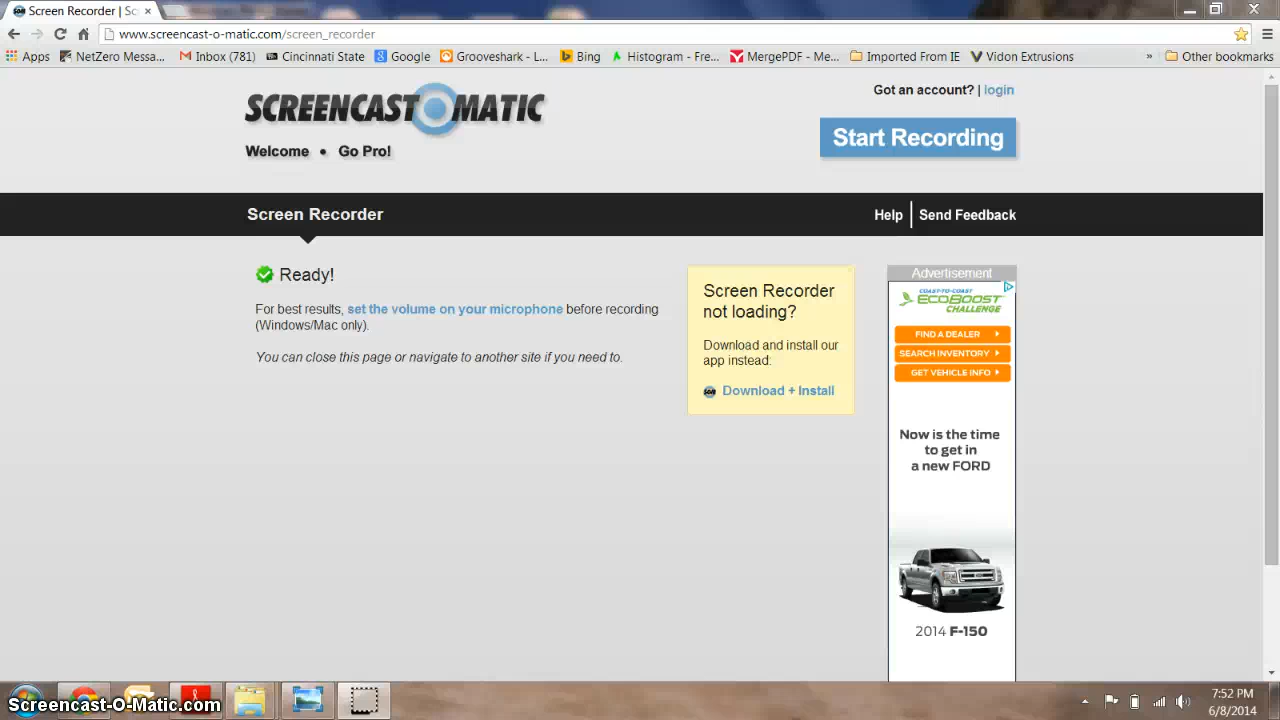 Screen Recorder | Sc
www.screencast-o-matic.com/screen_recorder
Apps NetZero Messa... Inbox (781) Cincinnati State Google Grooveshark - L... Bing Histogram - Fre... MergePDF - Me... Imported From IE Vidon Extrusions » Other bookmarks
SCREENCAST O MATIC
Got an account? | login
Start Recording
Welcome • Go Pro!
Screen Recorder
Help
Send Feedback
Ready!
For best results, set the volume on your microphone before recording
(Windows/Mac only).
You can close this page or navigate to another site if you need to.
Screen Recorder
not loading?
Download and install our
app instead:
Download + Install
Advertisement
COAST-TO-COAST
ECOBOOST
CHALLENGE
FIND A DEALER
SEARCH INVENTORY
GET VEHICLE INFO
Now is the time
to get in
a new FORD
2014 F-150
Screencast-O-Matic.com
7:52 PM
6/8/2014